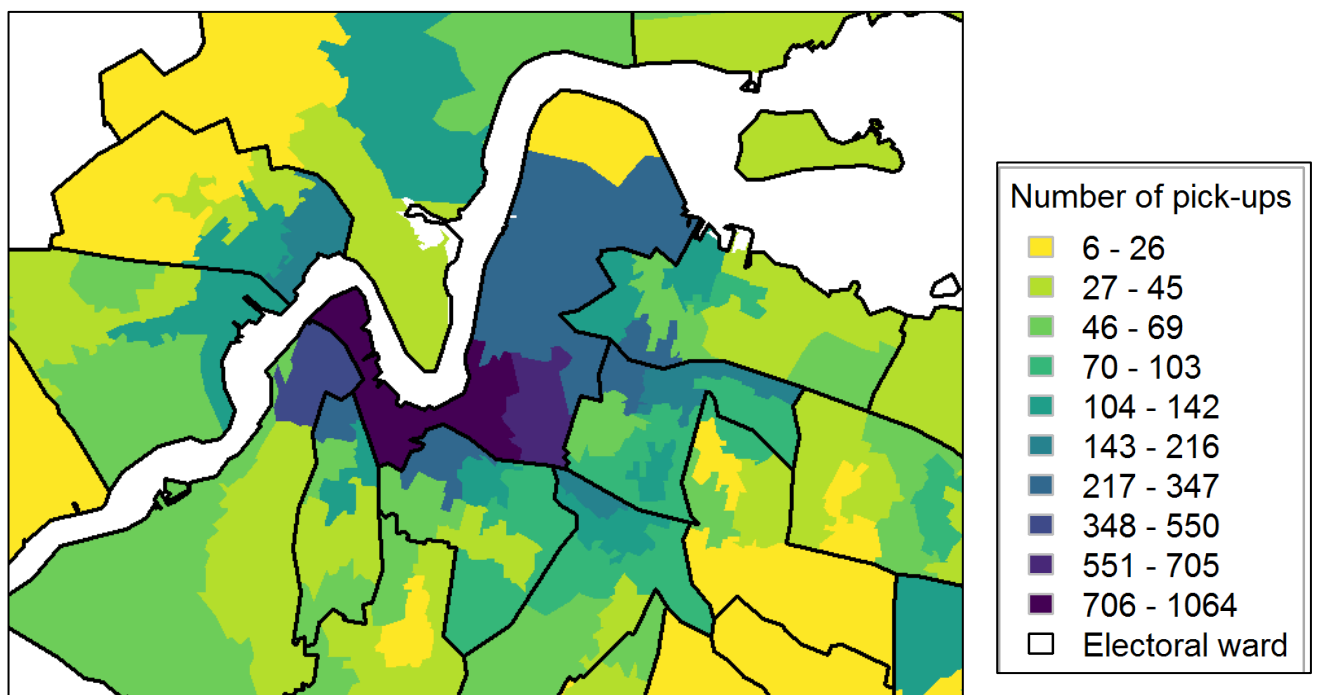 Number of pick-ups
6 - 26
27 - 45
46 - 69
70 - 103
104 - 142
143 - 216
217 - 347
348 - 550
551 - 705
706 - 1064
Electoral ward